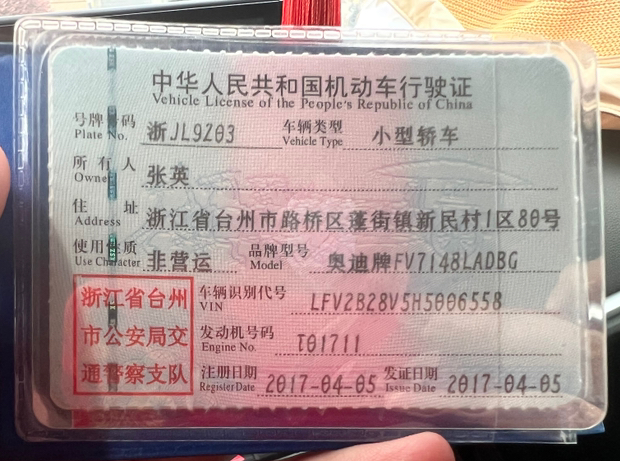 中华人民共和国机动车行驶证
Vehicle License of the People's Republic of China
号牌号码 浙JL9Z03 车辆类型 小型轿车
Plate No. Vehicle Type
所有人 张英
Owner
住址 浙江省台州市路桥区蓬街镇新民村1区80号
Address
使用性质 非营运 品牌型号 奥迪牌FV7148LADBG
Use Character Model
浙江省台州
市公安局交
通警察支队
车辆识别代号 LFV2B28V5H5006558
VIN
发动机号码 T01711
Engine No.
注册日期 2017-04-05 发证日期 2017-04-05
Register Date Issue Date